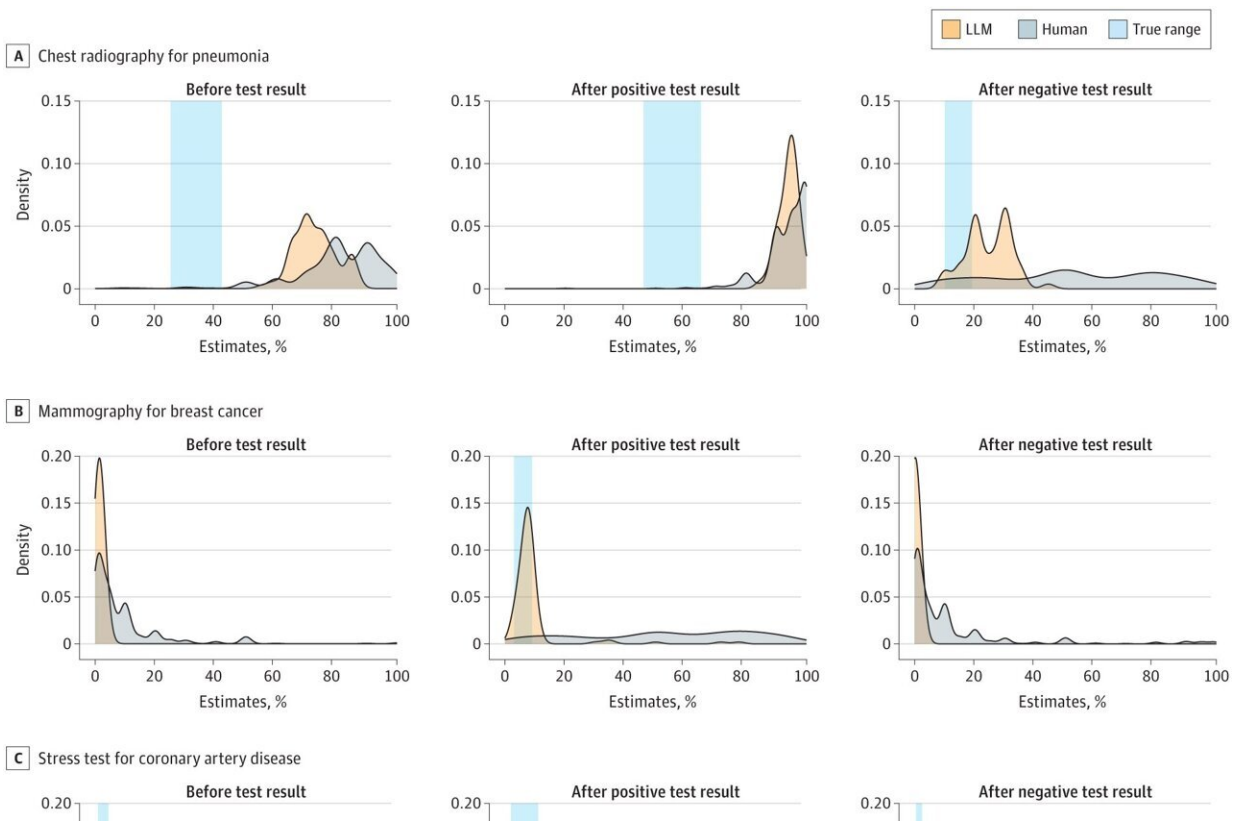 LLM Human True range
A Chest radiography for pneumonia
Before test result After positive test result After negative test result
0.15 0.15 0.15
0.10 0.10 0.10
Density
0.05 0.05 0.05
0 0 0
0 20 40 60 80 100 0 20 40 60 80 100 0 20 40 60 80 100
Estimates, % Estimates, % Estimates, %
B Mammography for breast cancer
Before test result After positive test result After negative test result
0.20 0.20 0.20
0.15 0.15 0.15
Density
0.10 0.10 0.10
0.05 0.05 0.05
0 0 0
0 20 40 60 80 100 0 20 40 60 80 100 0 20 40 60 80 100
Estimates, % Estimates, % Estimates, %
C Stress test for coronary artery disease
Before test result After positive test result After negative test result
0.20 0.20 0.20